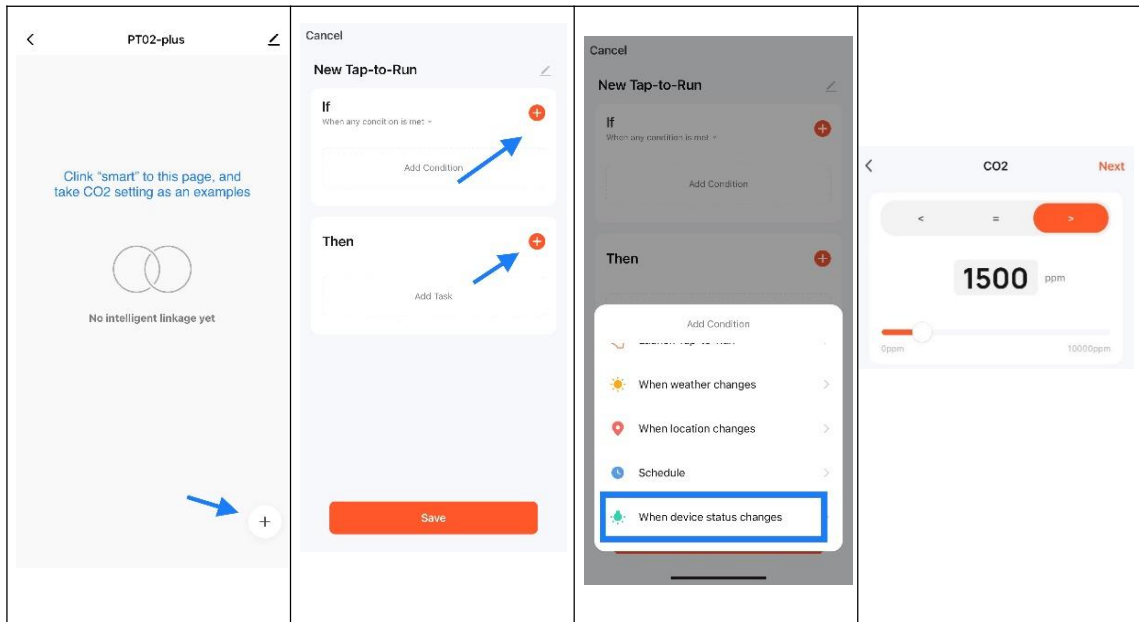 PT02-plus
Clink "smart" to this page, and
take CO2 setting as an examples
No intelligent linkage yet
+
Cancel
New Tap-to-Run
If
When any condition is met
Add Condition
Then
Add Task
Save
Cancel
New Tap-to-Run
If
When any condition is met
Add Condition
Then
Add Condition
When weather changes
When location changes
Schedule
When device status changes
CO2
Next
< = >
1500 ppm
0ppm 10000ppm